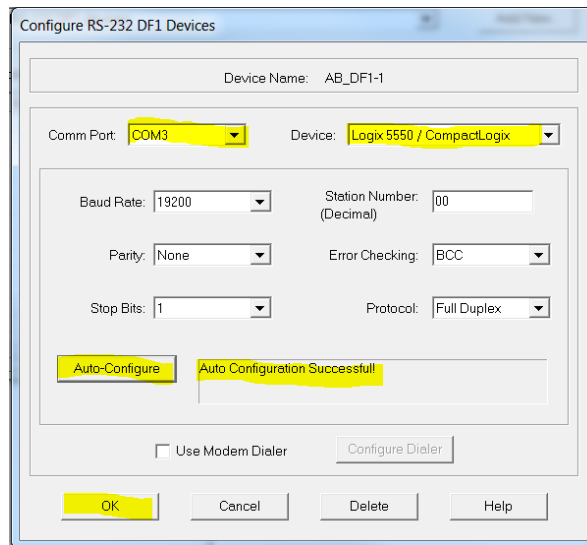 Configure RS-232 DF1 Devices
Device Name: AB_DF1-1
Comm Port: COM3 Device: Logix 5550 / CompactLogix
Baud Rate: 19200 Station Number: 00
(Decimal)
Parity: None Error Checking: BCC
Stop Bits: 1 Protocol: Full Duplex
Auto-Configure Auto Configuration Successful!
Use Modem Dialer Configure Dialer
OK Cancel Delete Help